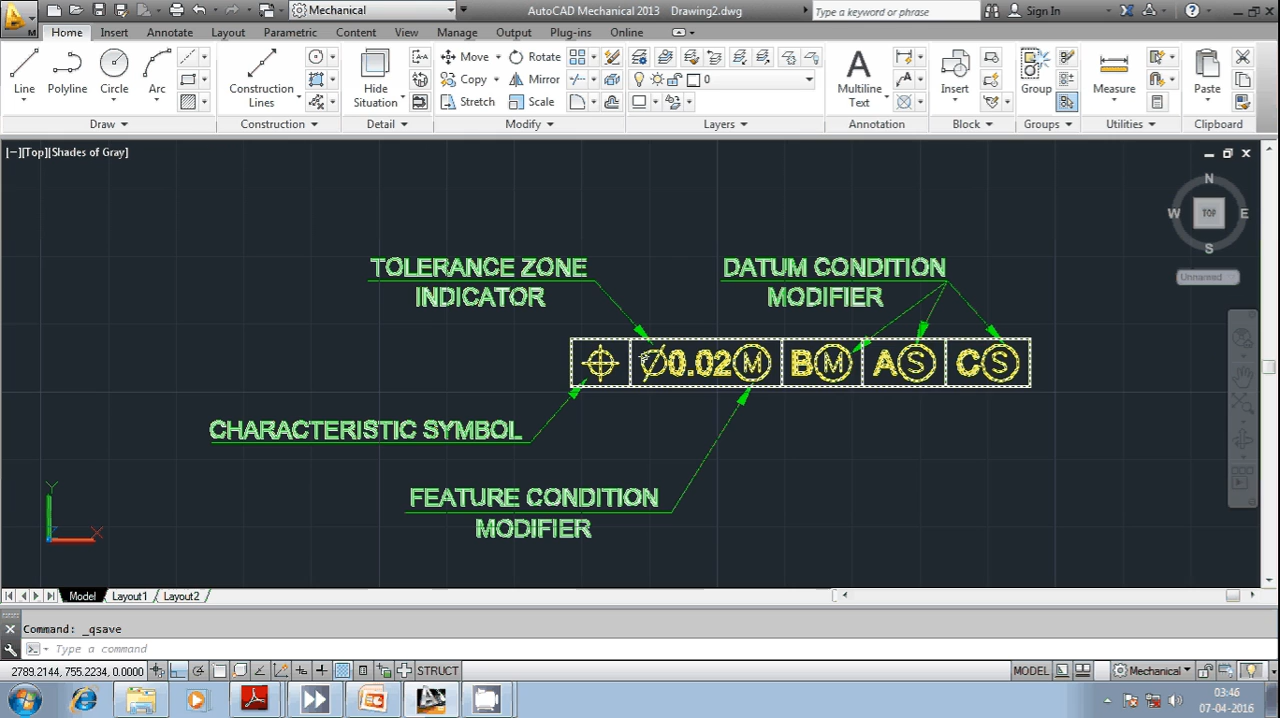 Mechanical
AutoCAD Mechanical 2013 Drawing2.dwg
Type a keyword or phrase
Sign In
M
Home Insert Annotate Layout Parametric Content View Manage Output Plug-ins Online
Line Polyline Circle Arc
Construction Lines
Hide Situation
Move Rotate
Copy Mirror
Stretch Scale
0
Multiline Text
Insert
Group
Measure
Paste
Draw Construction Detail Modify Layers Annotation Block Groups Utilities Clipboard
[−][Top][Shades of Gray]
N
W TOP E
S
Unnamed
TOLERANCE ZONE
INDICATOR
DATUM CONDITION
MODIFIER
⌖ Ø0.02Ⓜ BⓂ AⓈ CⓈ
CHARACTERISTIC SYMBOL
FEATURE CONDITION
MODIFIER
Y
X
Model Layout1 Layout2
Command: _qsave
Type a command
2789.2144, 755.2234, 0.0000
STRUCT
MODEL
Mechanical
03:46
07-04-2016